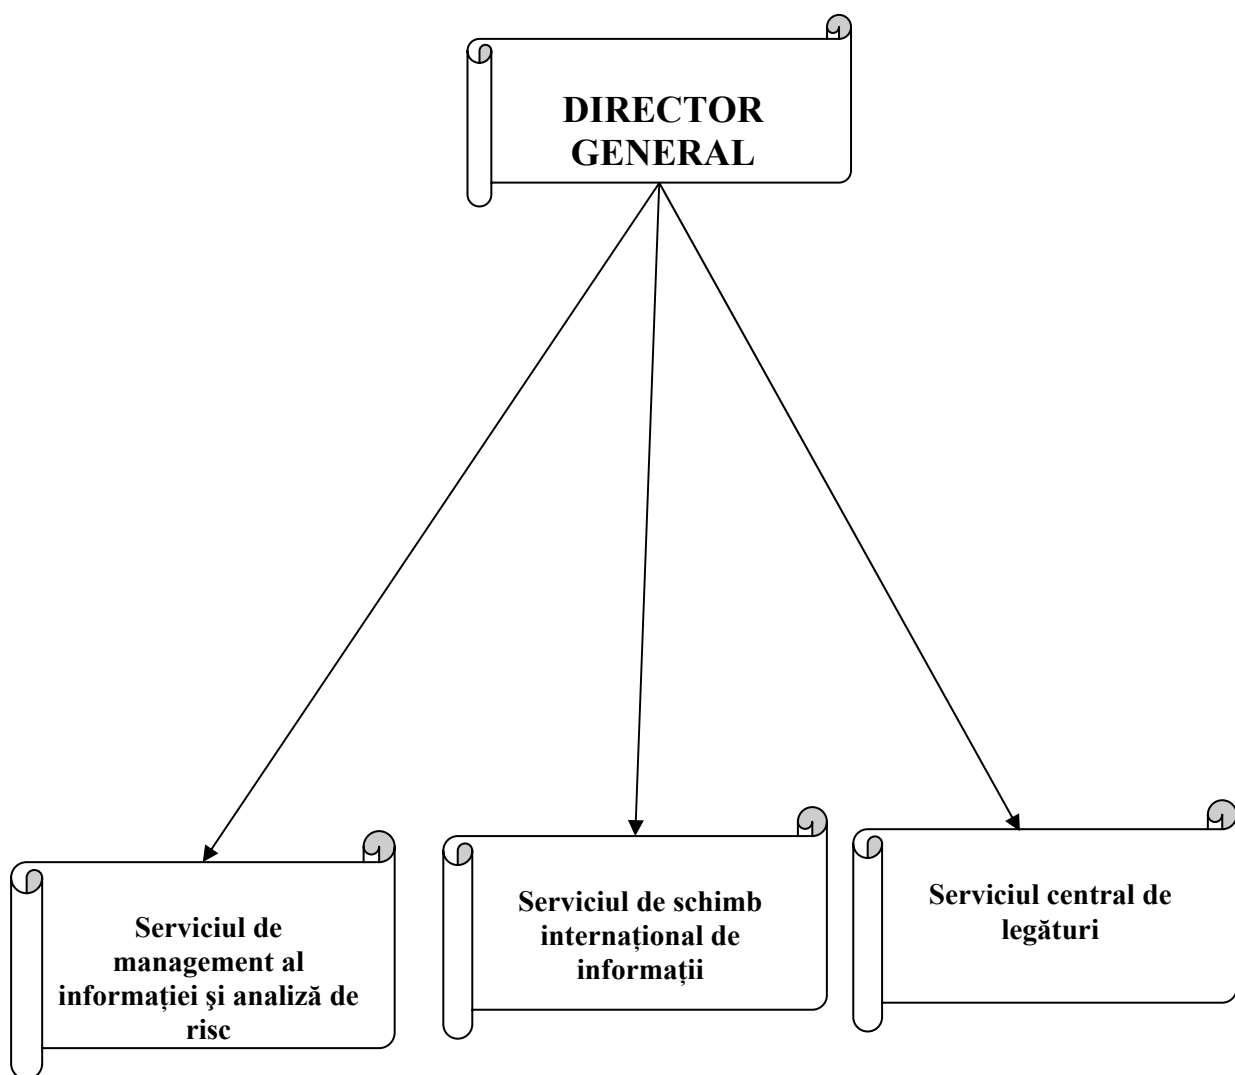 DIRECTOR
GENERAL
Serviciul de
management al
informației şi analiză de
risc
Serviciul de schimb
internațional de
informații
Serviciul central de
legături